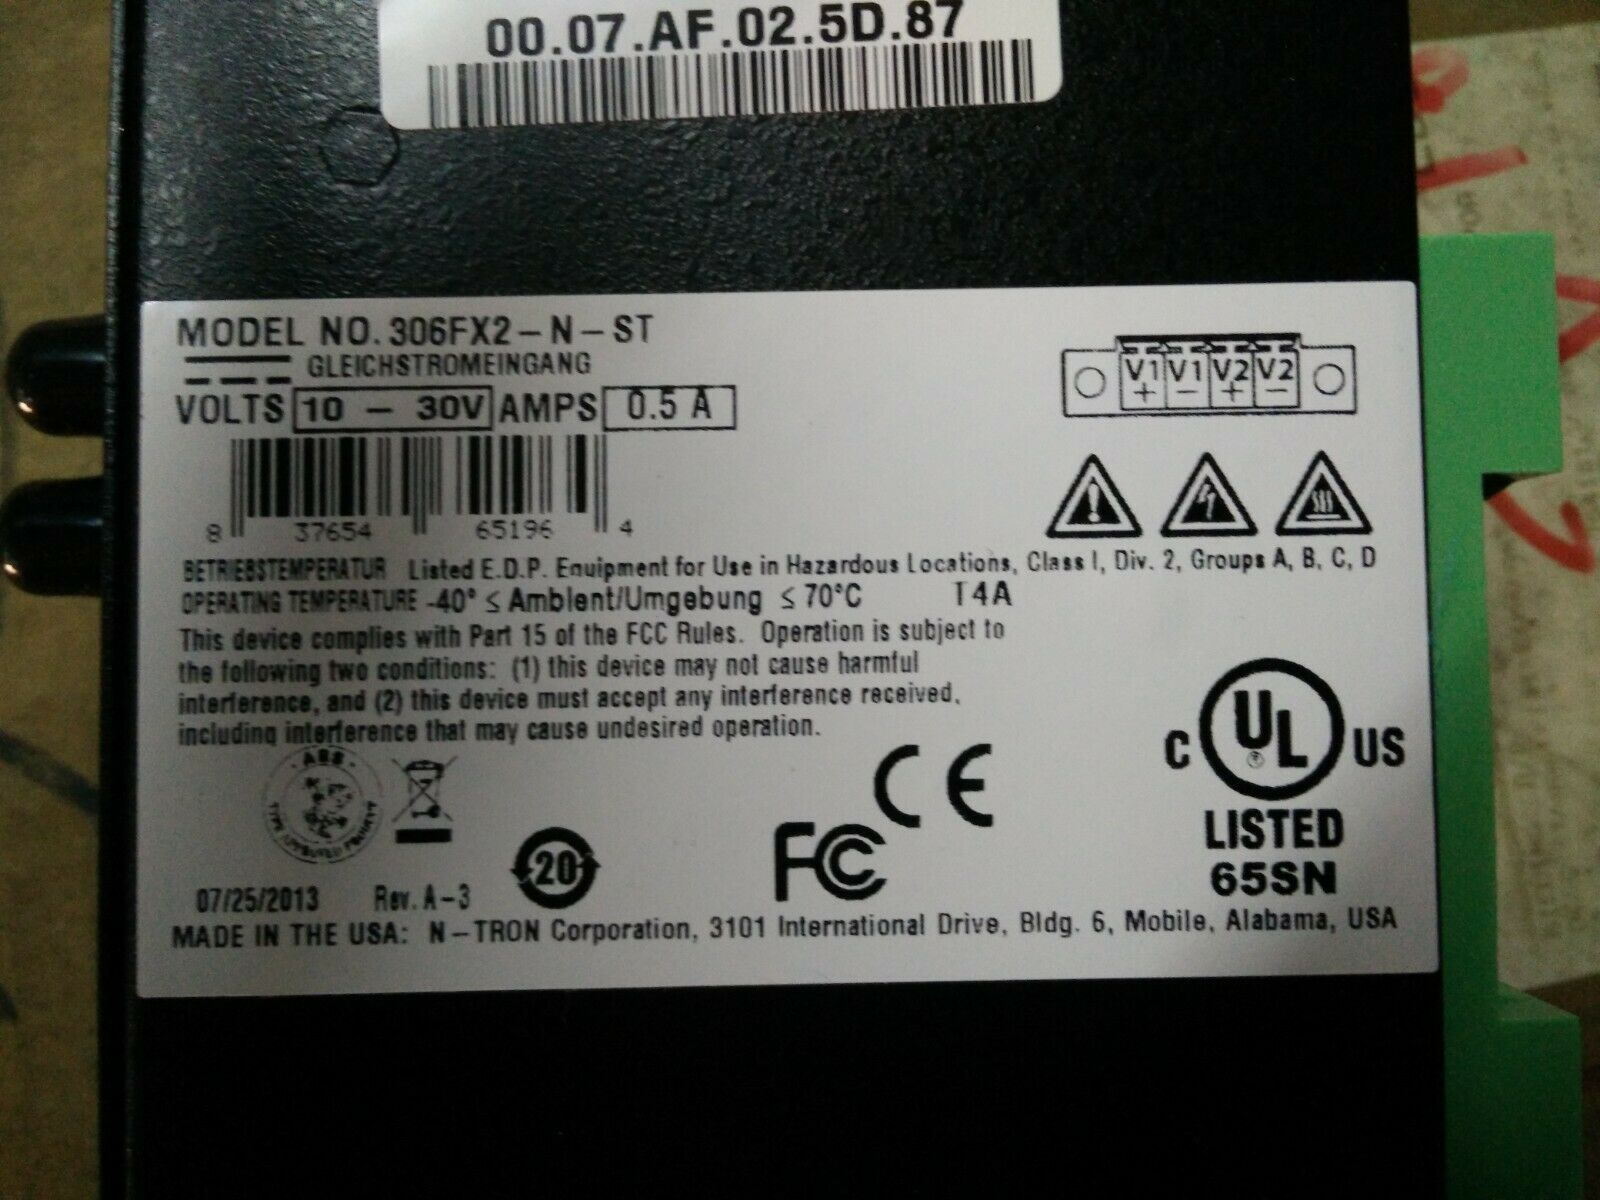 00.07.AF.02.5D.87
MODEL NO. 306FX2-N-ST
GLEICHSTROMEINGANG
VOLTS 10 - 30V AMPS 0.5 A
V1 V1 V2 V2
+ - + -
8 37654 65196 4
BETRIEBSTEMPERATUR Listed E.D.P. Equipment for Use in Hazardous Locations, Class I, Div. 2, Groups A, B, C, D
OPERATING TEMPERATURE -40° ≤ Ambient/Umgebung ≤ 70°C T4A
This device complies with Part 15 of the FCC Rules. Operation is subject to
the following two conditions: (1) this device may not cause harmful
interference, and (2) this device must accept any interference received,
including interference that may cause undesired operation.
ABS
TYPE APPROVED PRODUCT
20
FC
CE
C UL US
LISTED
65SN
07/25/2013 Rev. A-3
MADE IN THE USA: N-TRON Corporation, 3101 International Drive, Bldg. 6, Mobile, Alabama, USA